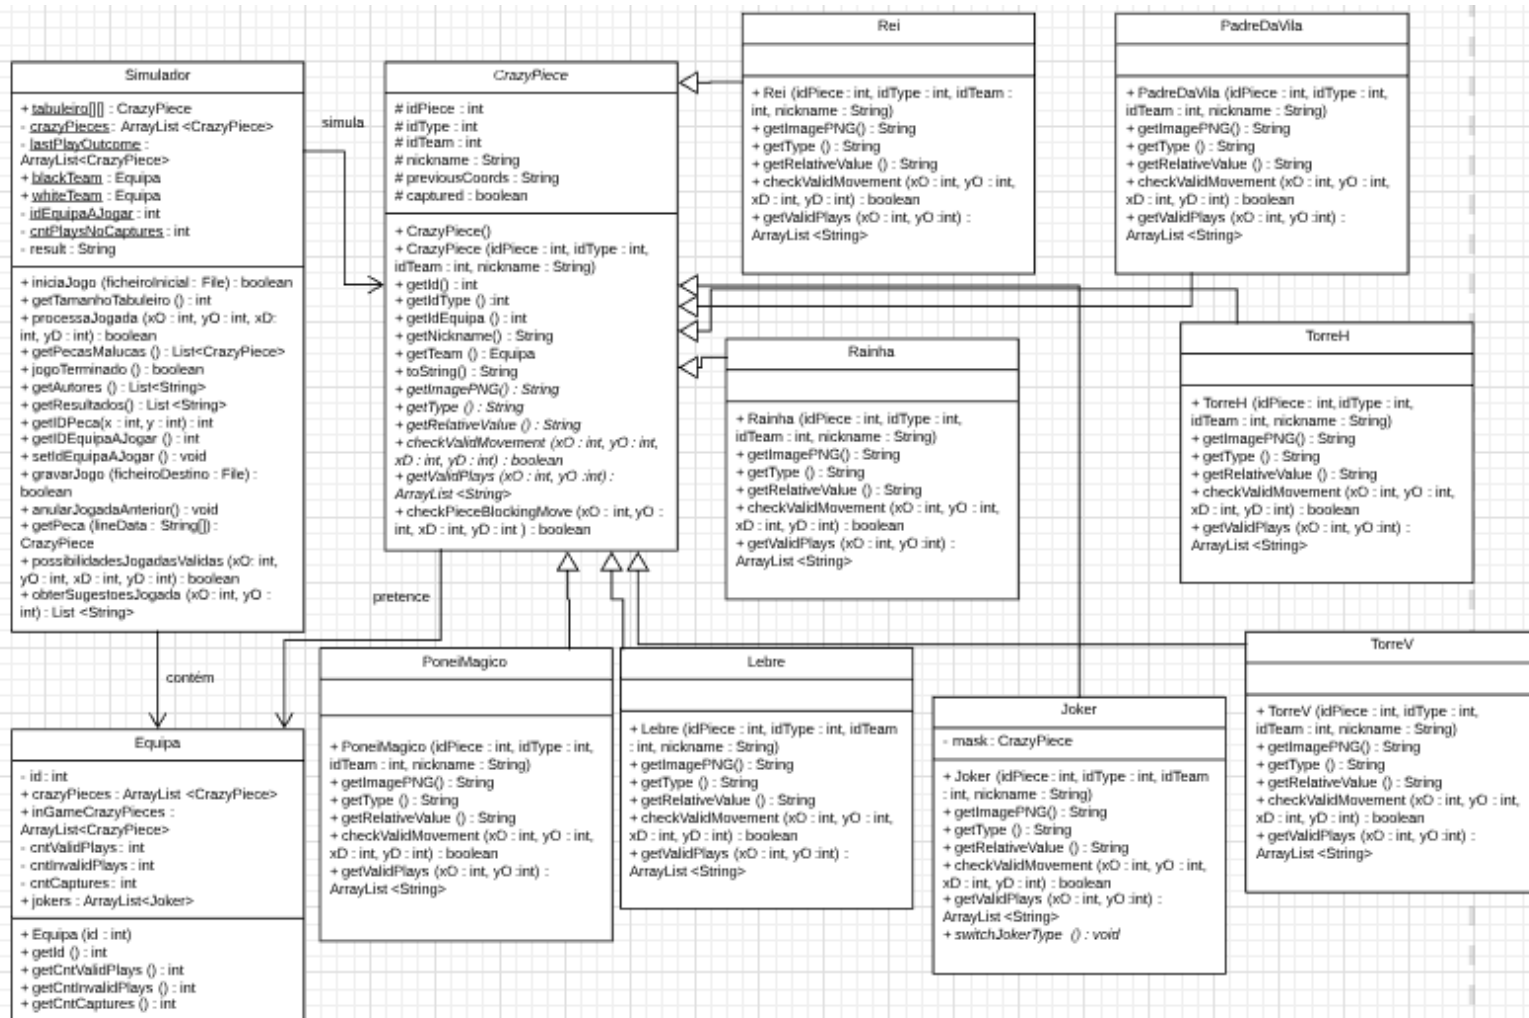 Simulador
+ tabuleiro[][] : CrazyPiece
- crazyPieces : ArrayList <CrazyPiece>
- lastPlayOutcome :
ArrayList<CrazyPiece>
+ blackTeam : Equipa
+ whiteTeam : Equipa
- idEquipaAJogar : int
- cntPlaysNoCaptures : int
- result : String
+ iniciaJogo (ficheiroInicial : File) : boolean
+ getTamanhoTabuleiro () : int
+ processaJogada (xO : int, yO : int, xD:
int, yD : int) : boolean
+ getPecasMalucas () : List<CrazyPiece>
+ jogoTerminado () : boolean
+ getAutores () : List<String>
+ getResultados() : List <String>
+ getIDPeca(x : int, y : int) : int
+ getIDEquipaAJogar () : int
+ setIdEquipaAJogar () : void
+ gravarJogo (ficheiroDestino : File) :
boolean
+ anularJogadaAnterior() : void
+ getPeca (lineData : String[]) :
CrazyPiece
+ possibilidadesJogadasValidas (xO: int,
yO : int, xD : int, yD : int) : boolean
+ obterSugestoesJogada (xO : int, yO :
int) : List <String>
simula
contém
pretence
CrazyPiece
# idPiece : int
# idType : int
# idTeam : int
# nickname : String
# previousCoords : String
# captured : boolean
+ CrazyPiece()
+ CrazyPiece (idPiece : int, idType : int,
idTeam : int, nickname : String)
+ getId() : int
+ getIdType () :int
+ getIdEquipa () : int
+ getNickname() : String
+ getTeam () : Equipa
+ toString() : String
+ getImagePNG() : String
+ getType () : String
+ getRelativeValue () : String
+ checkValidMovement (xO : int, yO : int,
xD : int, yD : int) : boolean
+ getValidPlays (xO : int, yO :int) :
ArrayList <String>
+ checkPieceBlockingMove (xO : int, yO :
int, xD : int, yD : int ) : boolean
Rei
+ Rei (idPiece : int, idType : int, idTeam :
int, nickname : String)
+ getImagePNG() : String
+ getType () : String
+ getRelativeValue () : String
+ checkValidMovement (xO : int, yO : int,
xD : int, yD : int) : boolean
+ getValidPlays (xO : int, yO :int) :
ArrayList <String>
PadreDaVila
+ PadreDaVila (idPiece : int, idType : int,
idTeam : int, nickname : String)
+ getImagePNG() : String
+ getType () : String
+ getRelativeValue () : String
+ checkValidMovement (xO : int, yO : int,
xD : int, yD : int) : boolean
+ getValidPlays (xO : int, yO :int) :
ArrayList <String>
Rainha
+ Rainha (idPiece : int, idType : int,
idTeam : int, nickname : String)
+ getImagePNG() : String
+ getType () : String
+ getRelativeValue () : String
+ checkValidMovement (xO : int, yO : int,
xD : int, yD : int) : boolean
+ getValidPlays (xO : int, yO :int) :
ArrayList <String>
TorreH
+ TorreH (idPiece : int, idType : int,
idTeam : int, nickname : String)
+ getImagePNG() : String
+ getType () : String
+ getRelativeValue () : String
+ checkValidMovement (xO : int, yO : int,
xD : int, yD : int) : boolean
+ getValidPlays (xO : int, yO :int) :
ArrayList <String>
Equipa
- id : int
+ crazyPieces : ArrayList <CrazyPiece>
+ inGameCrazyPieces :
ArrayList<CrazyPiece>
- cntValidPlays : int
- cntInvalidPlays : int
- cntCaptures : int
+ jokers : ArrayList<Joker>
+ Equipa (id : int)
+ getId () : int
+ getCntValidPlays () : int
+ getCntInvalidPlays () : int
+ getCntCaptures () : int
PoneiMagico
+ PoneiMagico (idPiece : int, idType : int,
idTeam : int, nickname : String)
+ getImagePNG() : String
+ getType () : String
+ getRelativeValue () : String
+ checkValidMovement (xO : int, yO : int,
xD : int, yD : int) : boolean
+ getValidPlays (xO : int, yO :int) :
ArrayList <String>
Lebre
+ Lebre (idPiece : int, idType : int, idTeam
: int, nickname : String)
+ getImagePNG() : String
+ getType () : String
+ getRelativeValue () : String
+ checkValidMovement (xO : int, yO : int,
xD : int, yD : int) : boolean
+ getValidPlays (xO : int, yO :int) :
ArrayList <String>
Joker
- mask : CrazyPiece
+ Joker (idPiece : int, idType : int, idTeam
: int, nickname : String)
+ getImagePNG() : String
+ getType () : String
+ getRelativeValue () : String
+ checkValidMovement (xO : int, yO : int,
xD : int, yD : int) : boolean
+ getValidPlays (xO : int, yO :int) :
ArrayList <String>
+ switchJokerType () : void
TorreV
+ TorreV (idPiece : int, idType : int,
idTeam : int, nickname : String)
+ getImagePNG() : String
+ getType () : String
+ getRelativeValue () : String
+ checkValidMovement (xO : int, yO : int,
xD : int, yD : int) : boolean
+ getValidPlays (xO : int, yO :int) :
ArrayList <String>